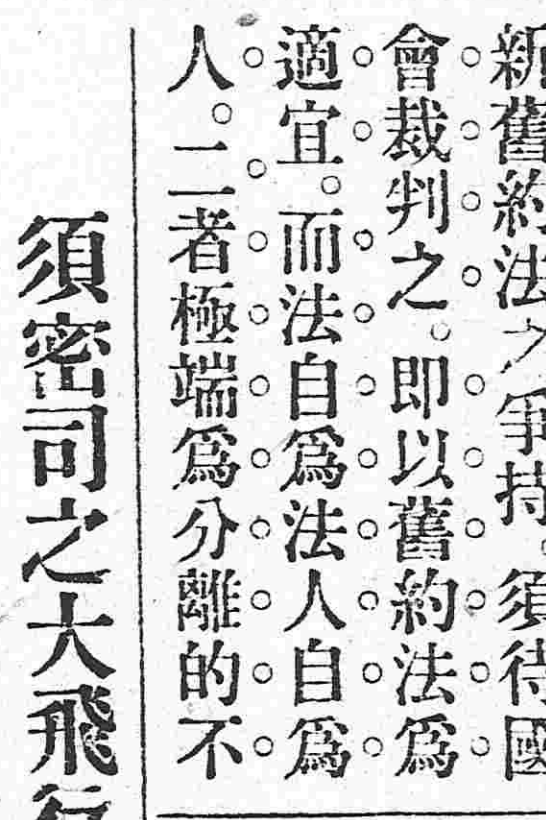 新舊約法之爭持。須待國
會裁判之。即以舊約法爲
適宜。而法自爲法人自爲
人。二者極端爲分離的不
須密司之大飛行